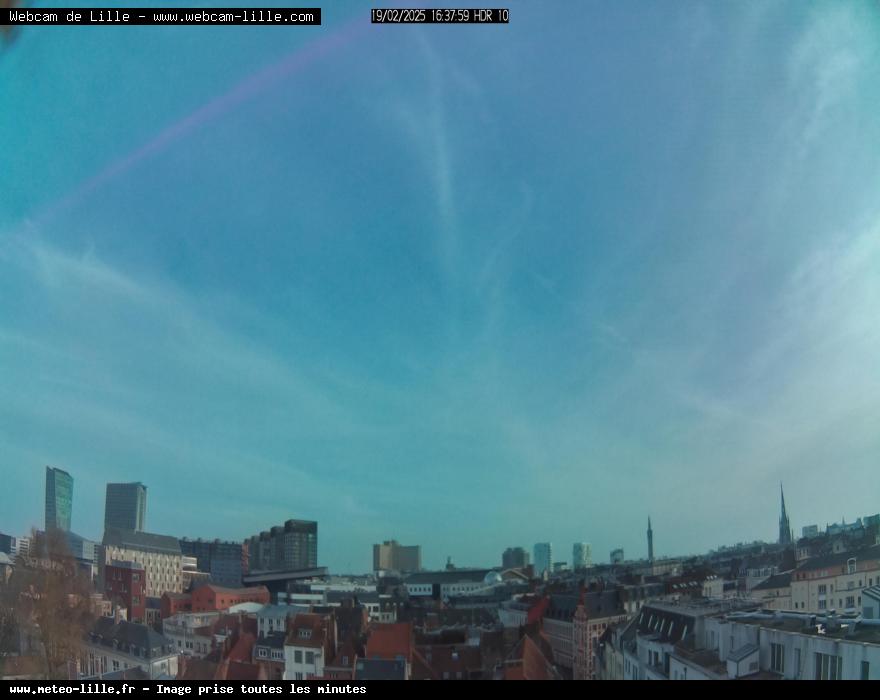 Webcam de Lille - www.webcam-lille.com
19/02/2025 16:37:59 HDR 10
www.meteo-lille.fr - Image prise toutes les minutes